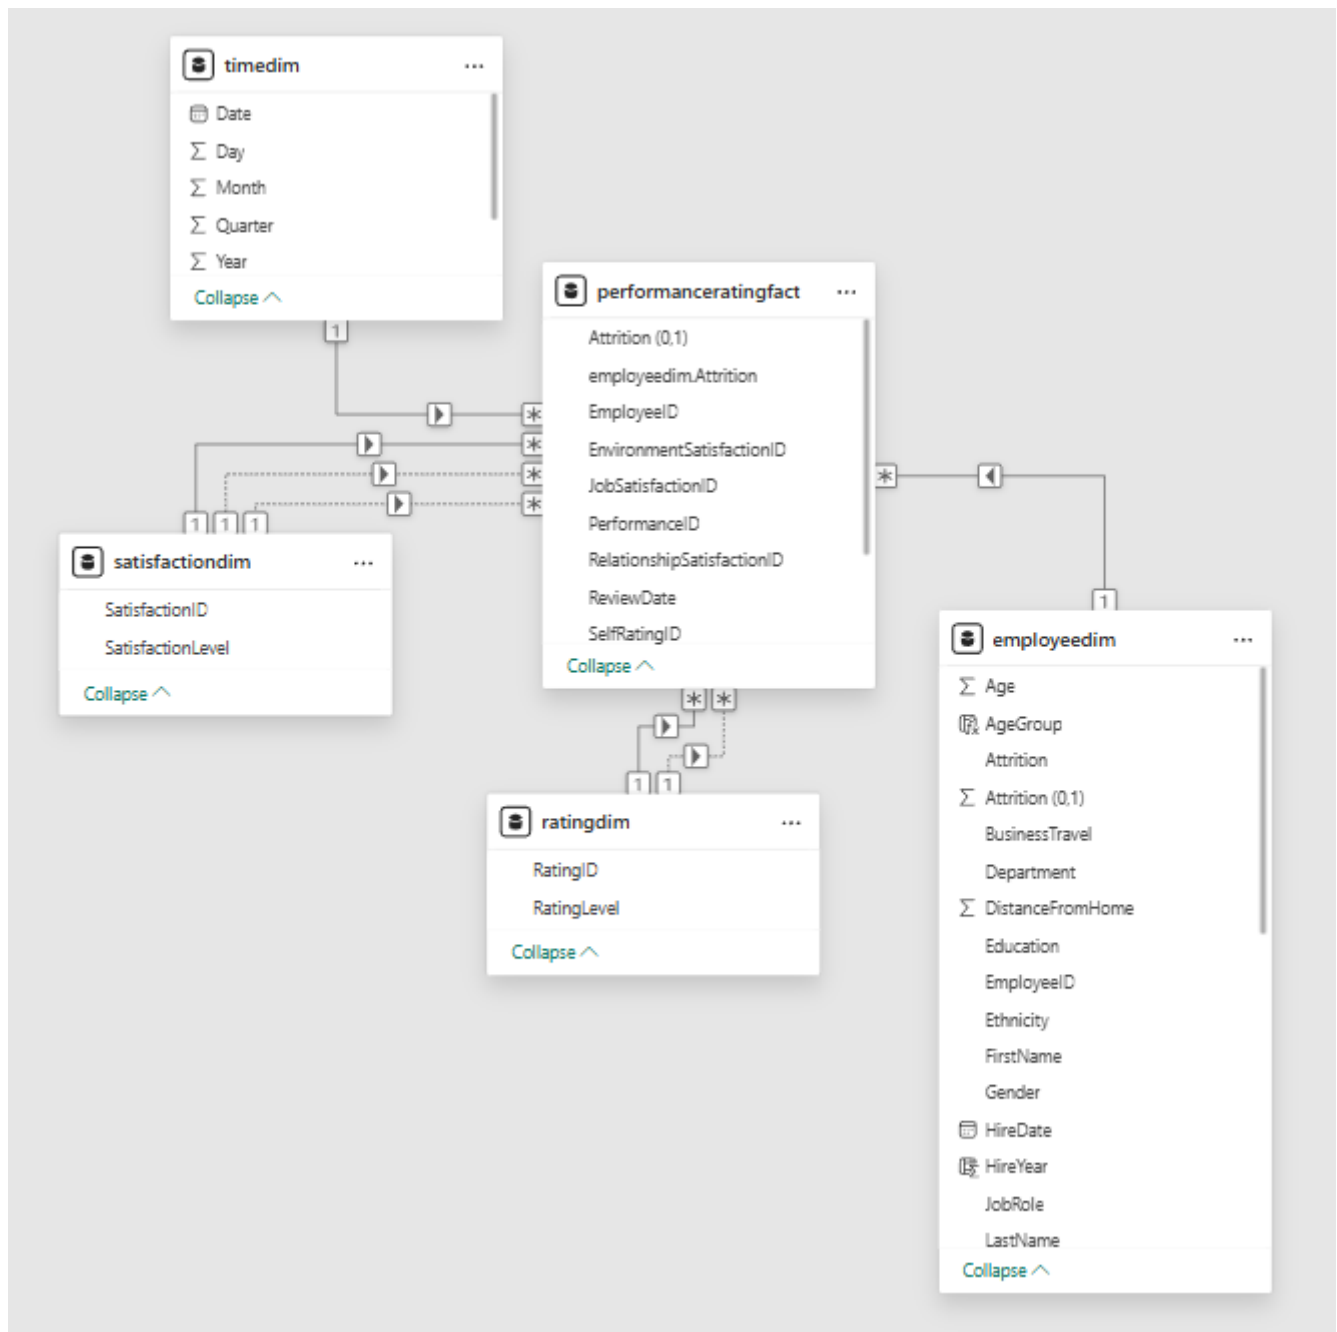 timedim
Date
Day
Month
Quarter
Year
Collapse
1
performanceratingfact
Attrition (0,1)
employeedim.Attrition
EmployeeID
EnvironmentSatisfactionID
JobSatisfactionID
PerformanceID
RelationshipSatisfactionID
ReviewDate
SelfRatingID
Collapse
*
*
*
*
*
1 1 1
satisfactiondim
SatisfactionID
SatisfactionLevel
Collapse
* *
1 1
ratingdim
RatingID
RatingLevel
Collapse
1
employeedim
Age
AgeGroup
Attrition
Attrition (0,1)
BusinessTravel
Department
DistanceFromHome
Education
EmployeeID
Ethnicity
FirstName
Gender
HireDate
HireYear
JobRole
LastName
Collapse